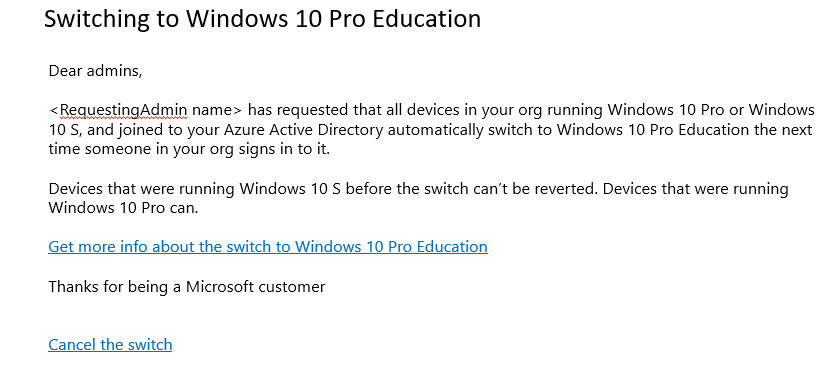 Switching to Windows 10 Pro Education
Dear admins,
<RequestingAdmin name> has requested that all devices in your org running Windows 10 Pro or Windows
10 S, and joined to your Azure Active Directory automatically switch to Windows 10 Pro Education the next
time someone in your org signs in to it.
Devices that were running Windows 10 S before the switch can't be reverted. Devices that were running
Windows 10 Pro can.
Get more info about the switch to Windows 10 Pro Education
Thanks for being a Microsoft customer
Cancel the switch